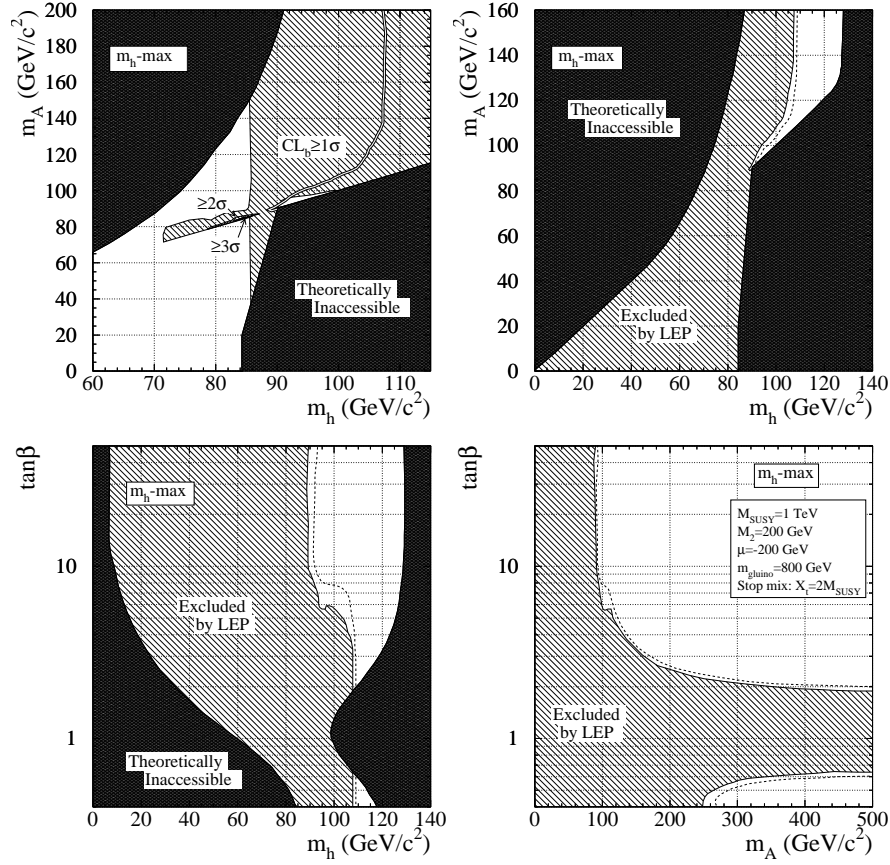 m_A (GeV/c²)
200
180
160
140
120
100
80
60
40
20
0
m_h-max
CL_b≥1σ
≥2σ
≥3σ
Theoretically
Inaccessible
60
70
80
90
100
110
m_h (GeV/c²)
m_A (GeV/c²)
160
140
120
100
80
60
40
20
0
m_h-max
Theoretically
Inaccessible
Excluded
by LEP
0
20
40
60
80
100
120
140
m_h (GeV/c²)
tanβ
10
1
m_h-max
Excluded
by LEP
Theoretically
Inaccessible
0
20
40
60
80
100
120
140
m_h (GeV/c²)
tanβ
10
1
m_h-max
M_SUSY=1 TeV
M_2=200 GeV
μ=-200 GeV
m_gluino=800 GeV
Stop mix: X_t=2M_SUSY
Excluded
by LEP
0
100
200
300
400
500
m_A (GeV/c²)